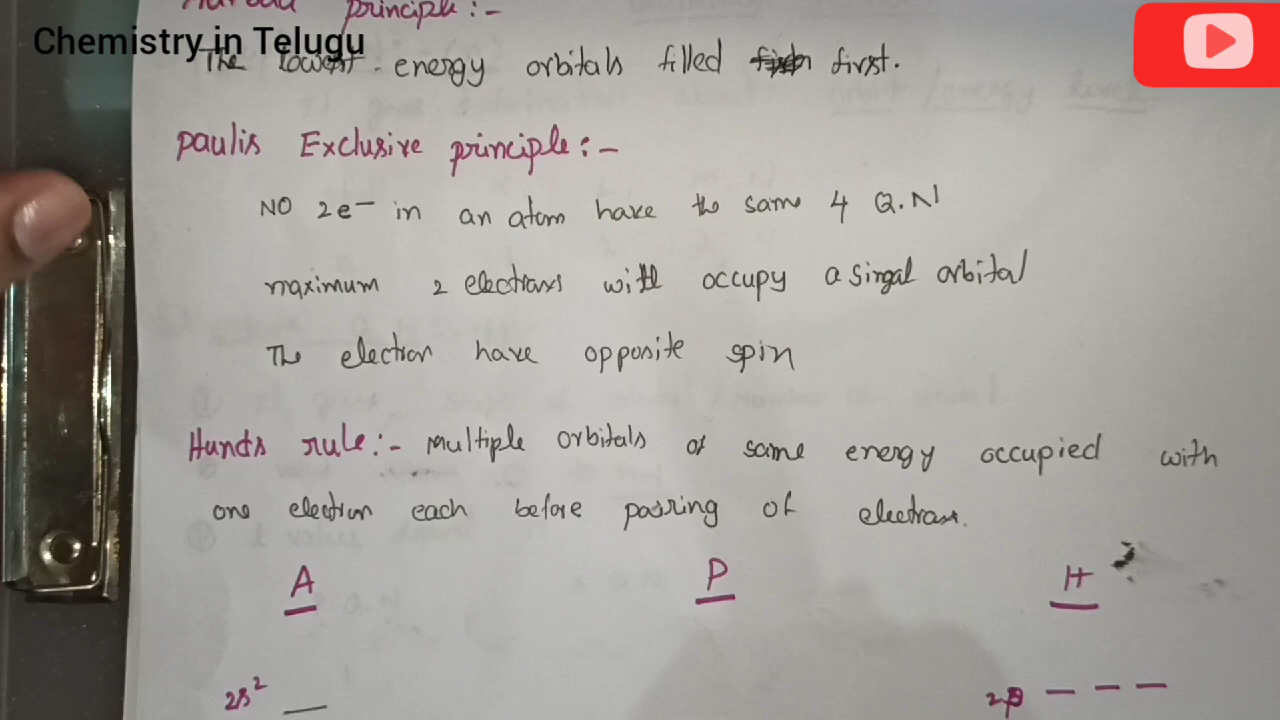 principle :-
Chemistry in Telugu
The lowest energy orbitals filled first.
paulis Exclusive principle :-
NO 2e⁻ in an atom have the same 4 Q.N
maximum 2 electrons will occupy a singal orbital
The electron have opposite spin
Hunds rule :- Multiple orbitals of same energy occupied with
one electron each before pairing of electrons.
A P H
2s² 2p